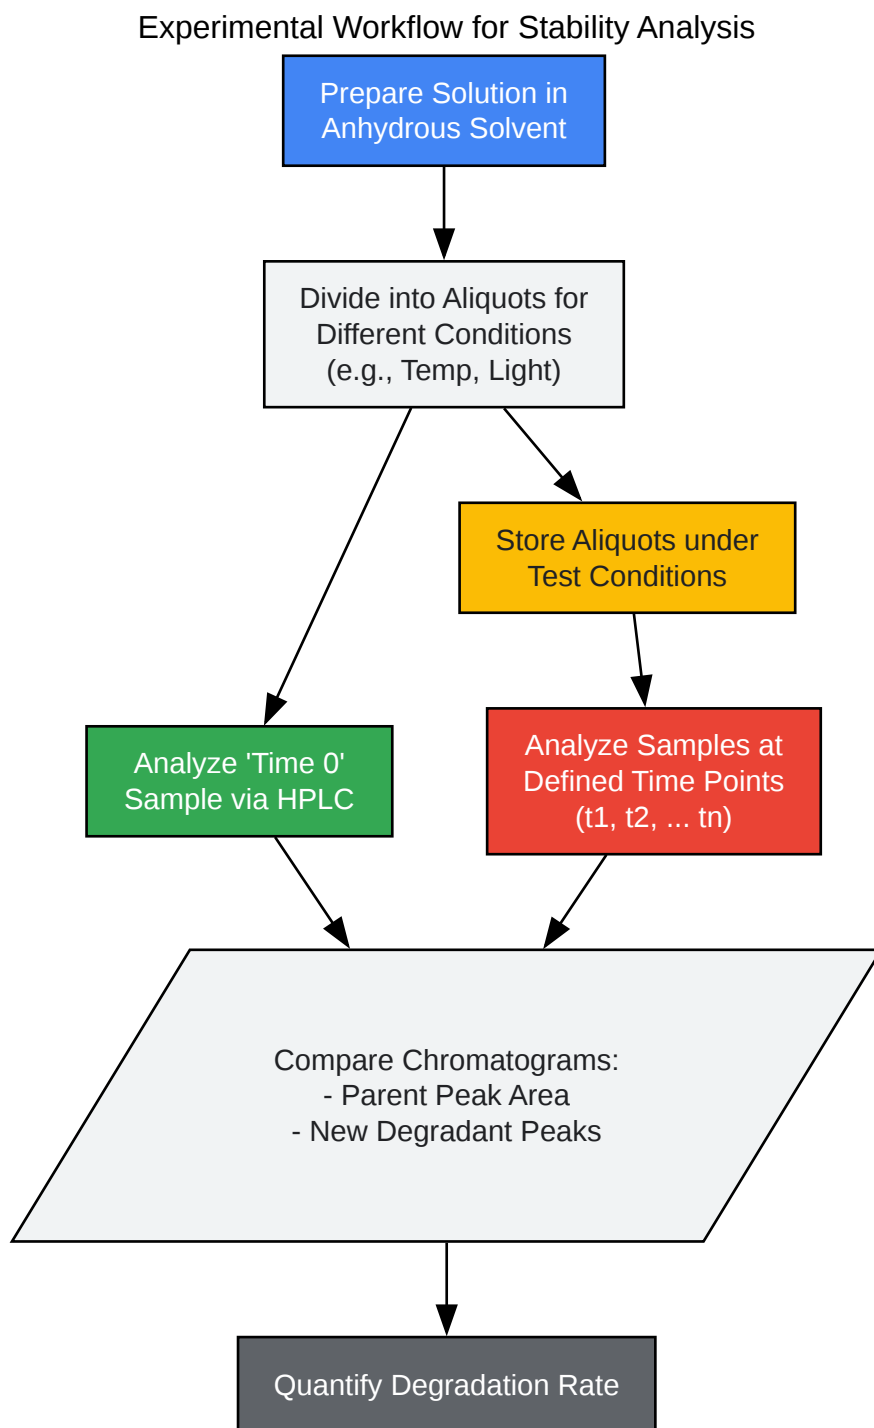 Experimental Workflow for Stability Analysis
Prepare Solution in
Anhydrous Solvent
Divide into Aliquots for
Different Conditions
(e.g., Temp, Light)
Store Aliquots under
Test Conditions
Analyze 'Time 0'
Sample via HPLC
Analyze Samples at
Defined Time Points
(t1, t2, ... tn)
Compare Chromatograms:
- Parent Peak Area
- New Degradant Peaks
Quantify Degradation Rate